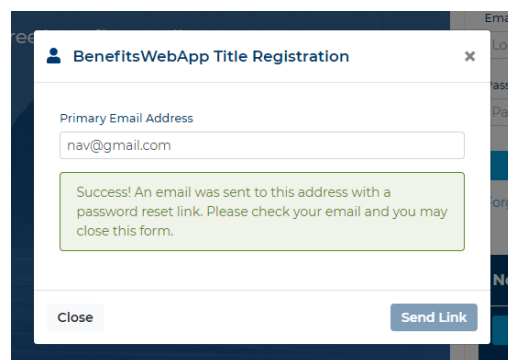 BenefitsWebApp Title Registration
×
Primary Email Address
nav@gmail.com
Success! An email was sent to this address with a
password reset link. Please check your email and you may
close this form.
Close
Send Link